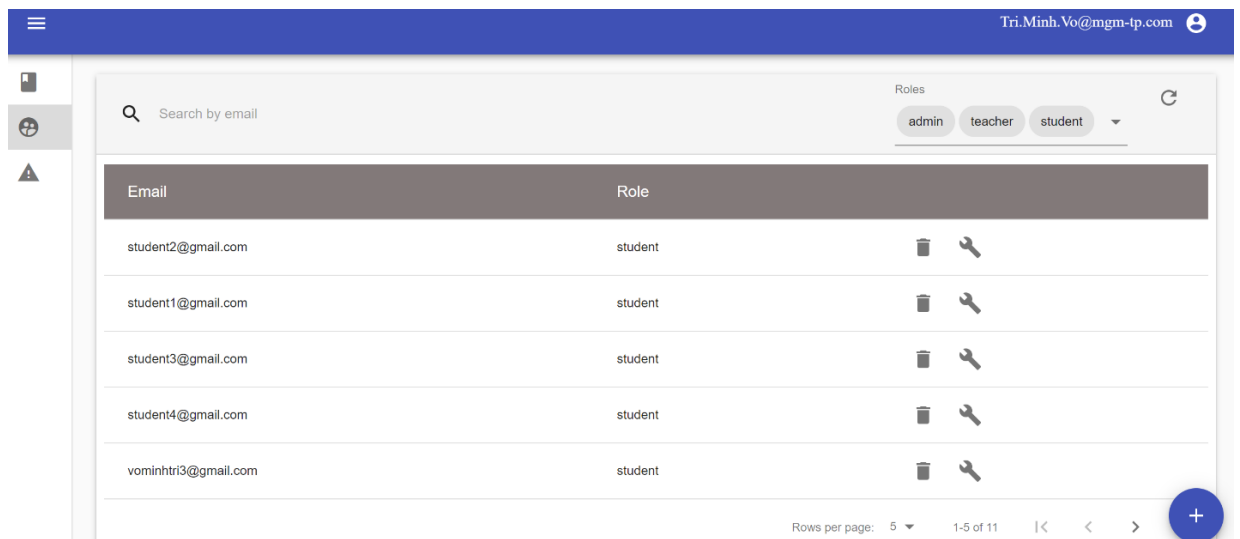 Tri.Minh.Vo@mgm-tp.com
Roles
Search by email
admin teacher student
Email Role
student2@gmail.com student
student1@gmail.com student
student3@gmail.com student
student4@gmail.com student
vominhtri3@gmail.com student
Rows per page: 5 1-5 of 11